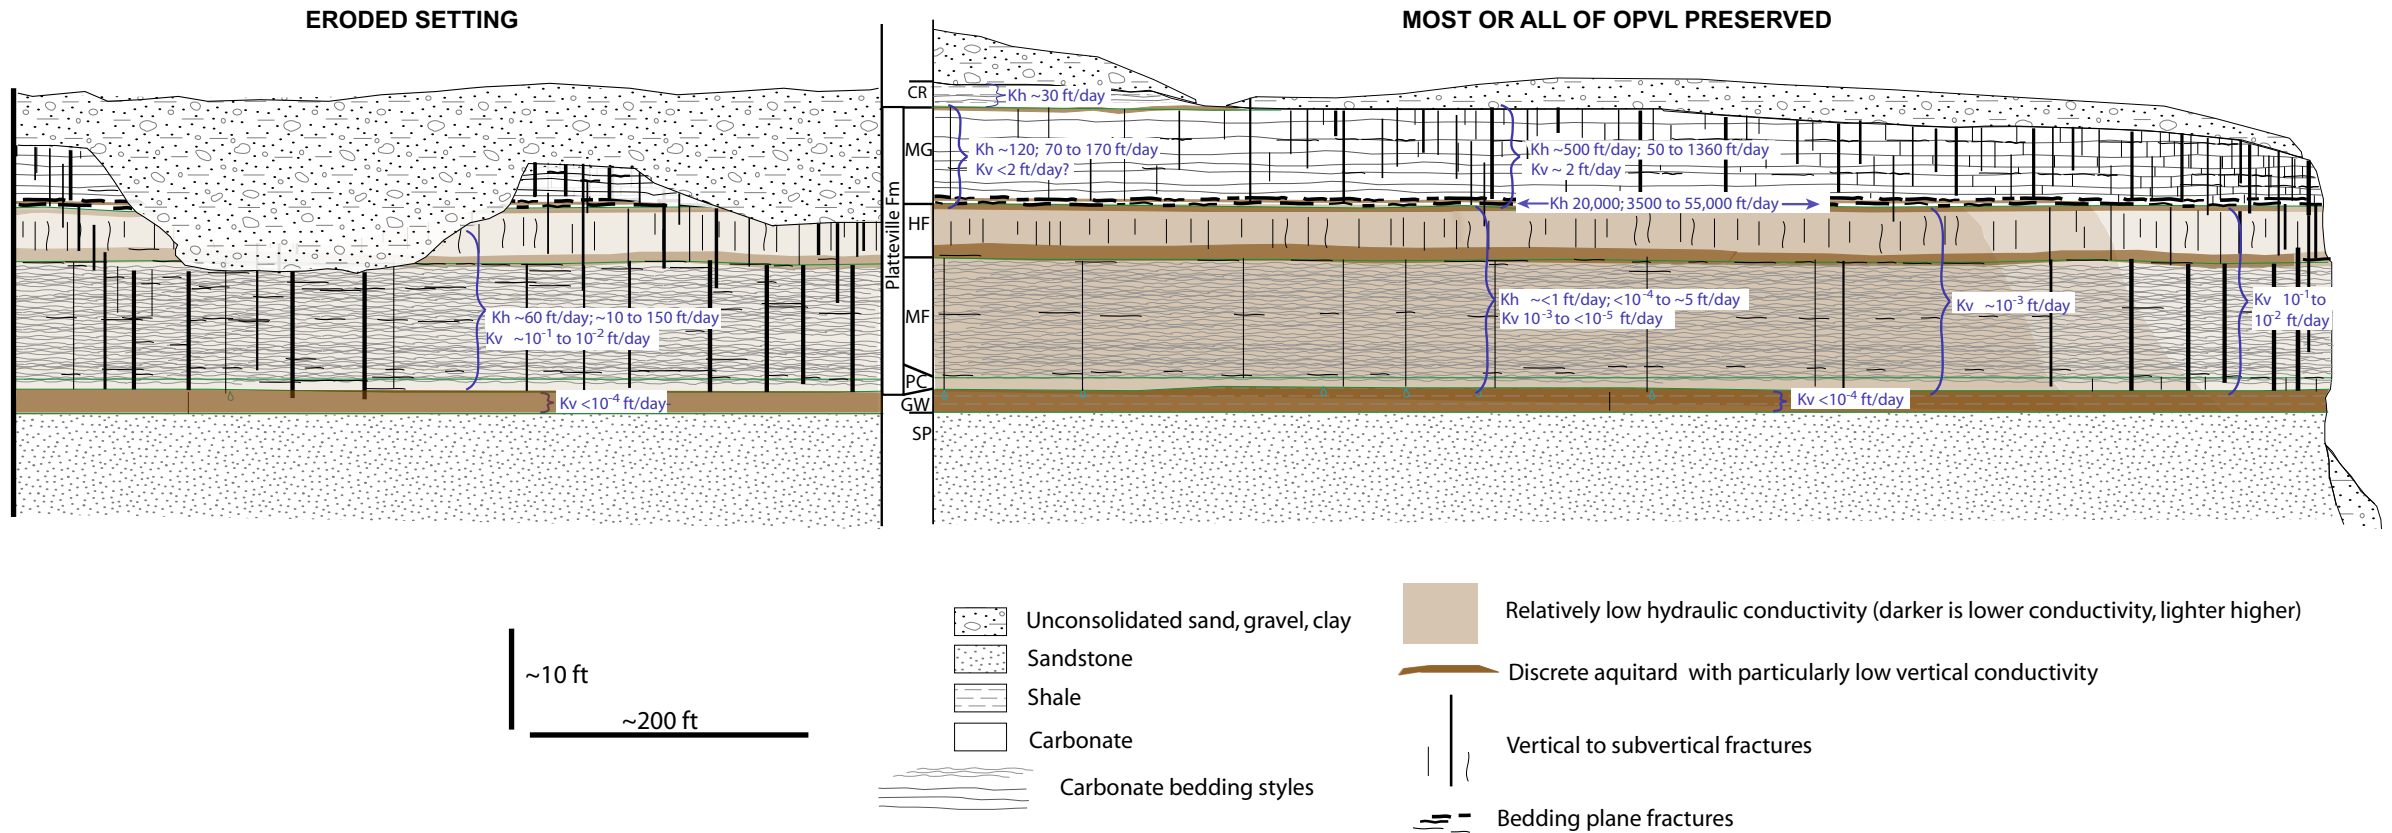 ERODED SETTING
MOST OR ALL OF OPVL PRESERVED
CR
Kh ~30 ft/day
MG
Kh ~120; 70 to 170 ft/day
Kv <2 ft/day?
Kh ~500 ft/day; 50 to 1360 ft/day
Kv ~ 2 ft/day
Kh 20,000; 3500 to 55,000 ft/day
Platteville Fm
HF
MF
PC
GW
SP
Kh ~60 ft/day; ~10 to 150 ft/day
Kv ~10⁻¹ to 10⁻² ft/day
Kv <10⁻⁴ ft/day
Kh ~<1 ft/day; <10⁻⁴ to ~5 ft/day
Kv 10⁻³ to <10⁻⁵ ft/day
Kv ~10⁻³ ft/day
Kv 10⁻¹ to
10⁻² ft/day
Kv <10⁻⁴ ft/day
~10 ft
~200 ft
Unconsolidated sand, gravel, clay
Sandstone
Shale
Carbonate
Carbonate bedding styles
Relatively low hydraulic conductivity (darker is lower conductivity, lighter higher)
Discrete aquitard with particularly low vertical conductivity
Vertical to subvertical fractures
Bedding plane fractures